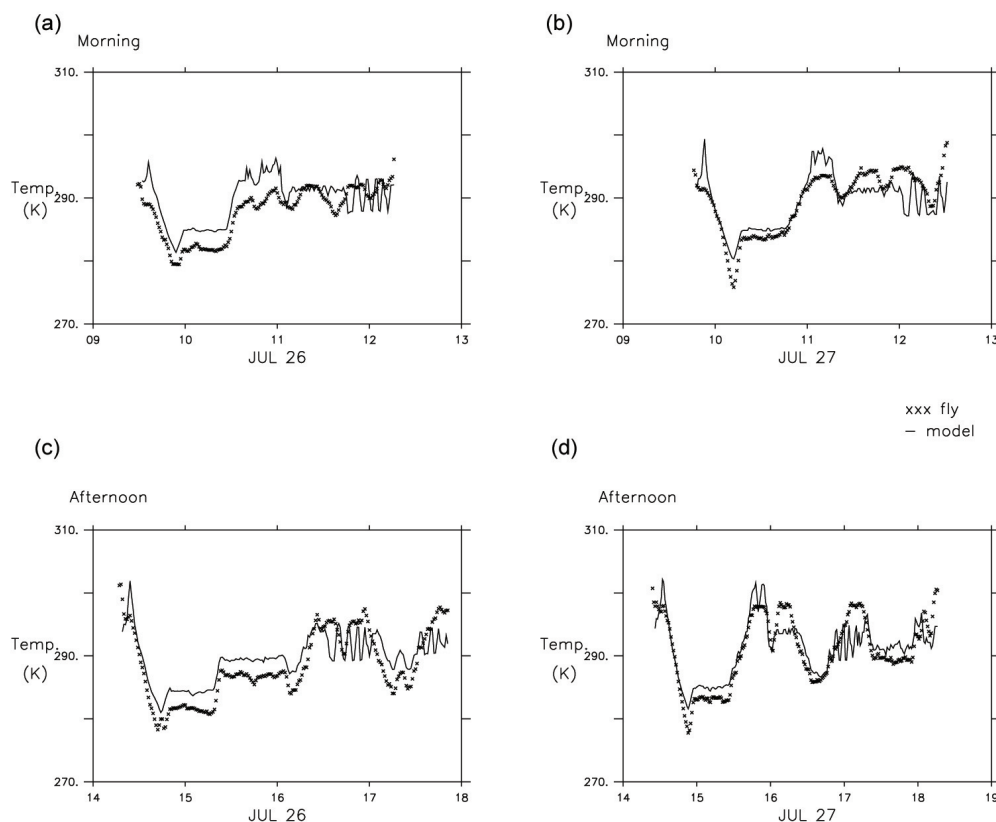 (a)
Morning
310.
Temp.
290.
(K)
270.
09 10 11 12 13
JUL 26
(b)
Morning
310.
Temp.
290.
(K)
270.
09 10 11 12 13
JUL 27
xxx fly
– model
(c)
Afternoon
310.
Temp.
290.
(K)
270.
14 15 16 17 18
JUL 26
(d)
Afternoon
310.
Temp.
290.
(K)
270.
14 15 16 17 18 19
JUL 27